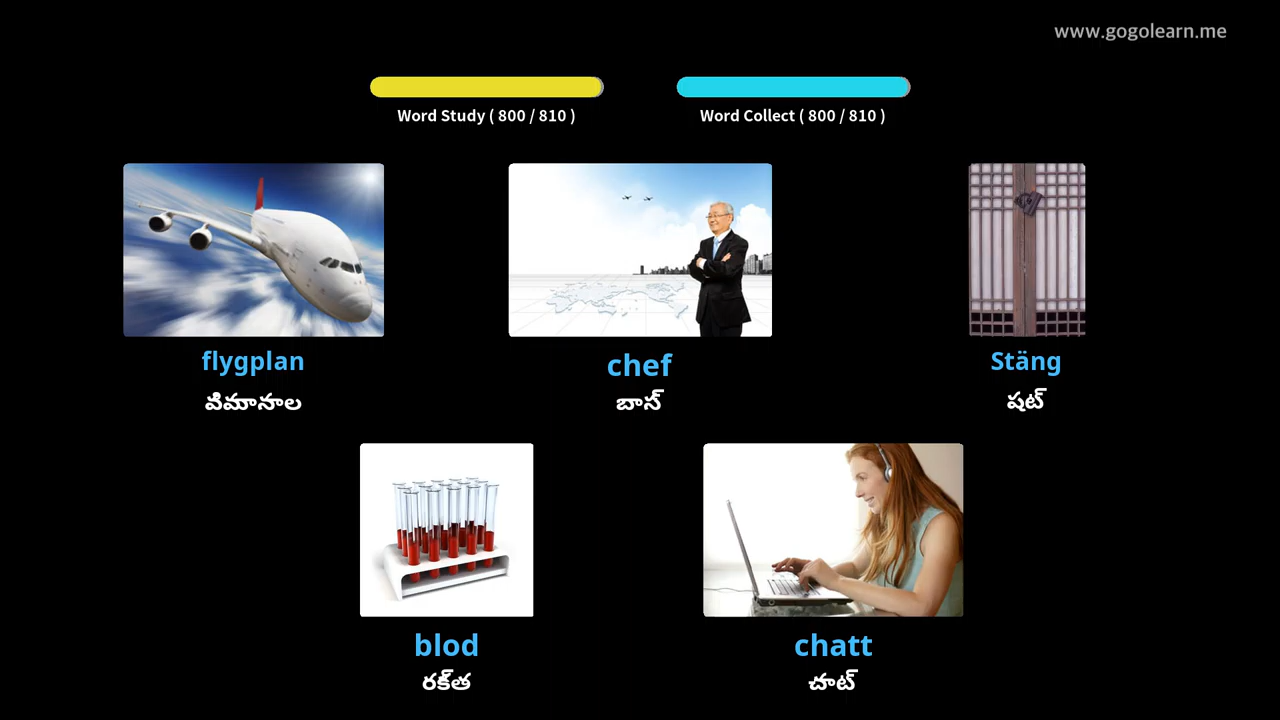 www.gogolearn.me
Word Study ( 800 / 810 )
Word Collect ( 800 / 810 )
flygplan
chef
Stäng
విమానాల
బాస్
షట్
blod
chatt
రక్త
చాట్